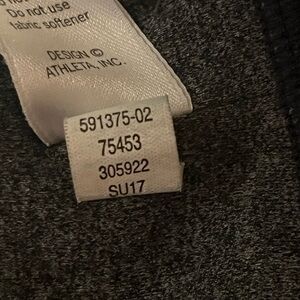 Do not use
fabric softener
DESIGN ©
ATHLETA, INC.
591375-02
75453
305922
SU17